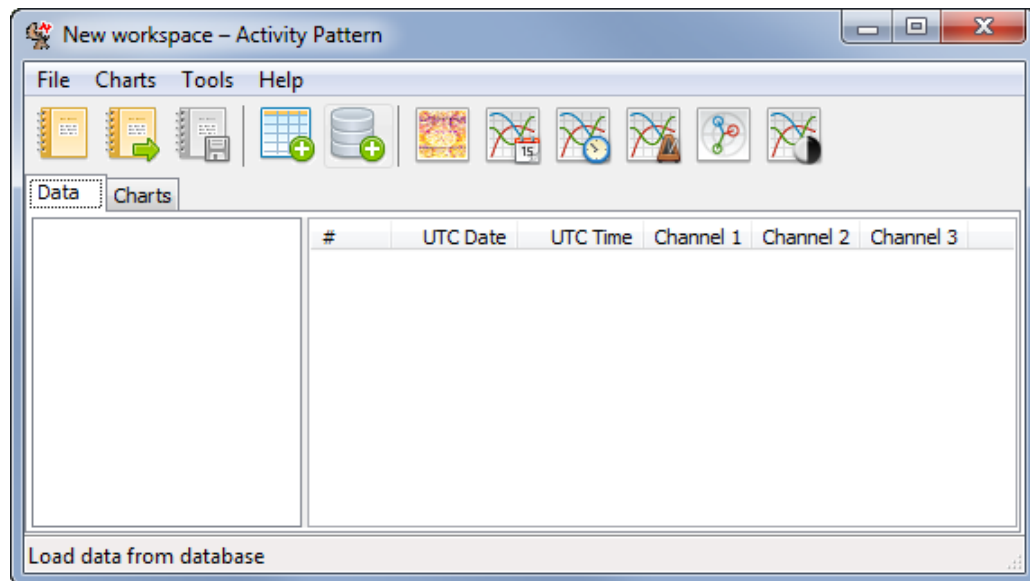 New workspace – Activity Pattern
File Charts Tools Help
15
Data Charts
# UTC Date UTC Time Channel 1 Channel 2 Channel 3
Load data from database